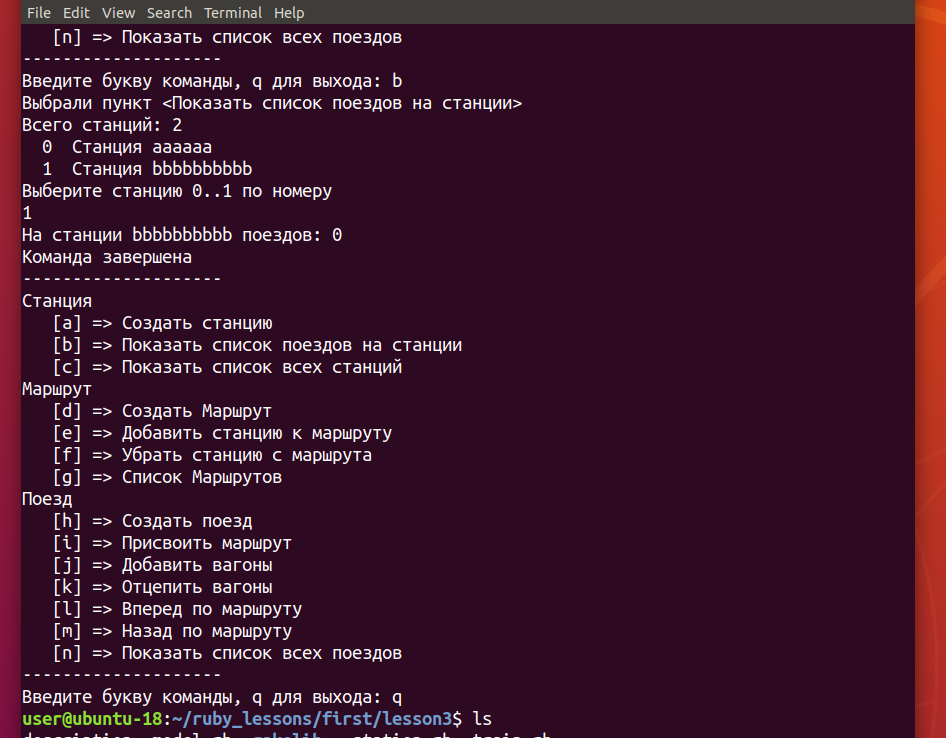 File Edit View Search Terminal Help
[n] => Показать список всех поездов
--------------------
Введите букву команды, q для выхода: b
Выбрали пункт <Показать список поездов на станции>
Всего станций: 2
0 Станция aaaaaa
1 Станция bbbbbbbbbb
Выберите станцию 0..1 по номеру
1
На станции bbbbbbbbbb поездов: 0
Команда завершена
--------------------
Станция
[a] => Создать станцию
[b] => Показать список поездов на станции
[c] => Показать список всех станций
Маршрут
[d] => Создать Маршрут
[e] => Добавить станцию к маршруту
[f] => Убрать станцию с маршрута
[g] => Список Маршрутов
Поезд
[h] => Создать поезд
[i] => Присвоить маршрут
[j] => Добавить вагоны
[k] => Отцепить вагоны
[l] => Вперед по маршруту
[m] => Назад по маршруту
[n] => Показать список всех поездов
--------------------
Введите букву команды, q для выхода: q
user@ubuntu-18:~/ruby_lessons/first/lesson3$ ls